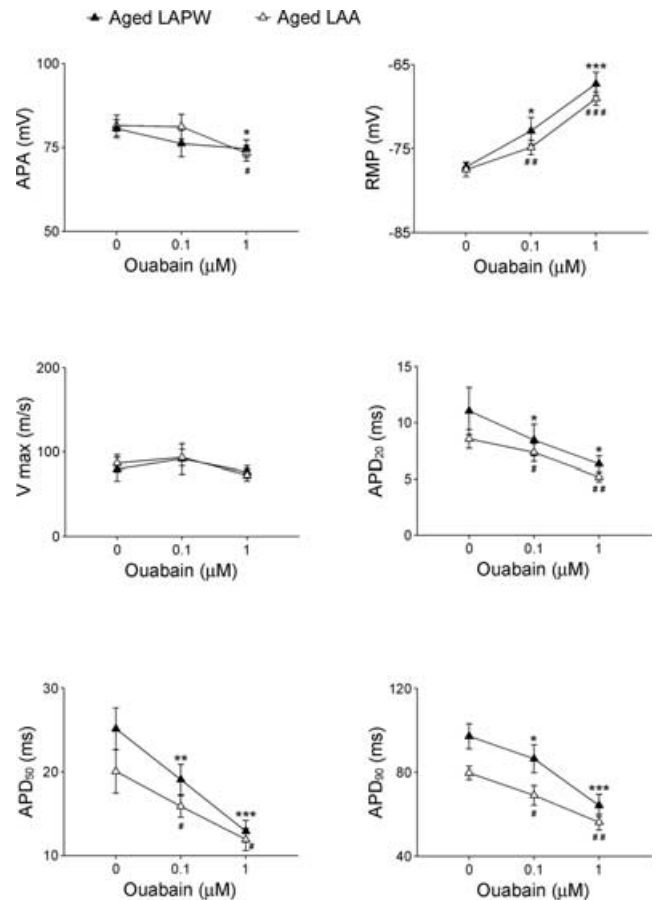 ▲ Aged LAPW △ Aged LAA
100
75
50
APA (mV)
*
#
0 0.1 1
Ouabain (μM)
-65
-75
-85
RMP (mV)
* ***
## ###
0 0.1 1
Ouabain (μM)
200
100
0
V max (m/s)
0 0.1 1
Ouabain (μM)
15
10
5
0
APD20 (ms)
* *
# ##
0 0.1 1
Ouabain (μM)
30
20
10
APD50 (ms)
** ***
# #
0 0.1 1
Ouabain (μM)
120
80
40
APD90 (ms)
* ***
# ##
0 0.1 1
Ouabain (μM)